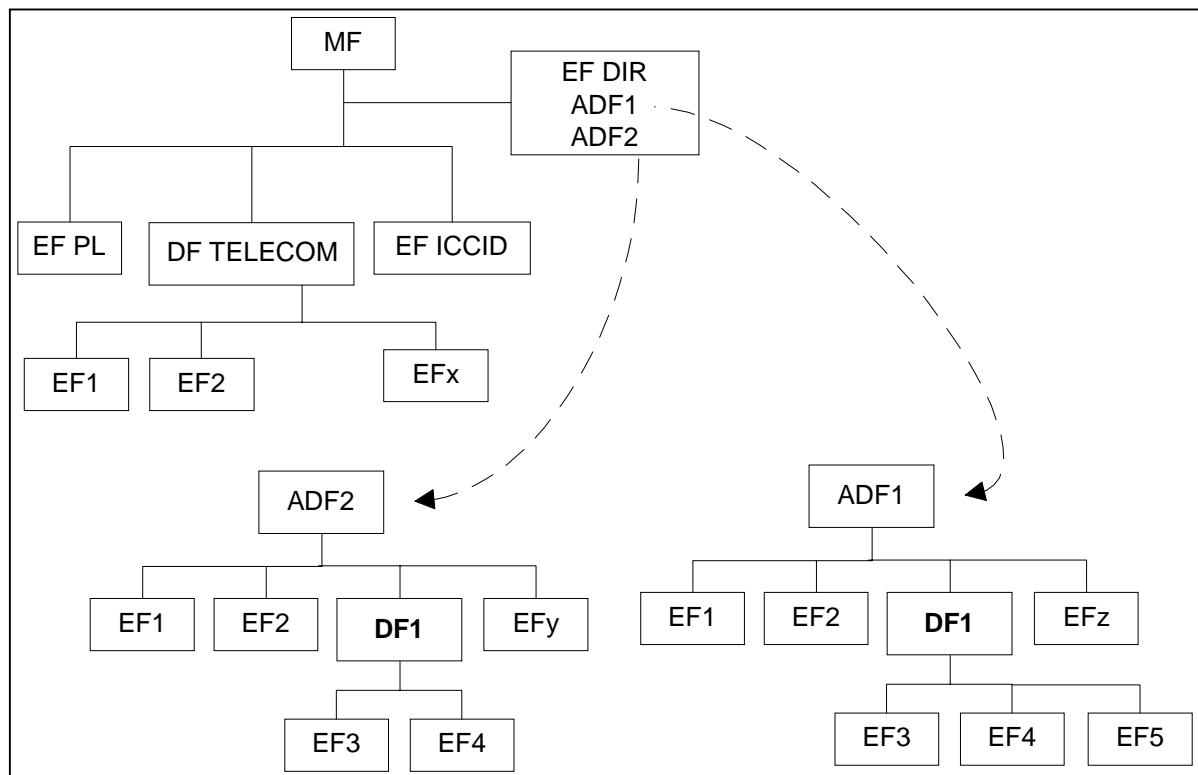 MF
EF DIR
ADF1
ADF2
EF PL
DF TELECOM
EF ICCID
EF1
EF2
EFx
ADF2
ADF1
EF1
EF2
DF1
EFy
EF1
EF2
DF1
EFz
EF3
EF4
EF3
EF4
EF5